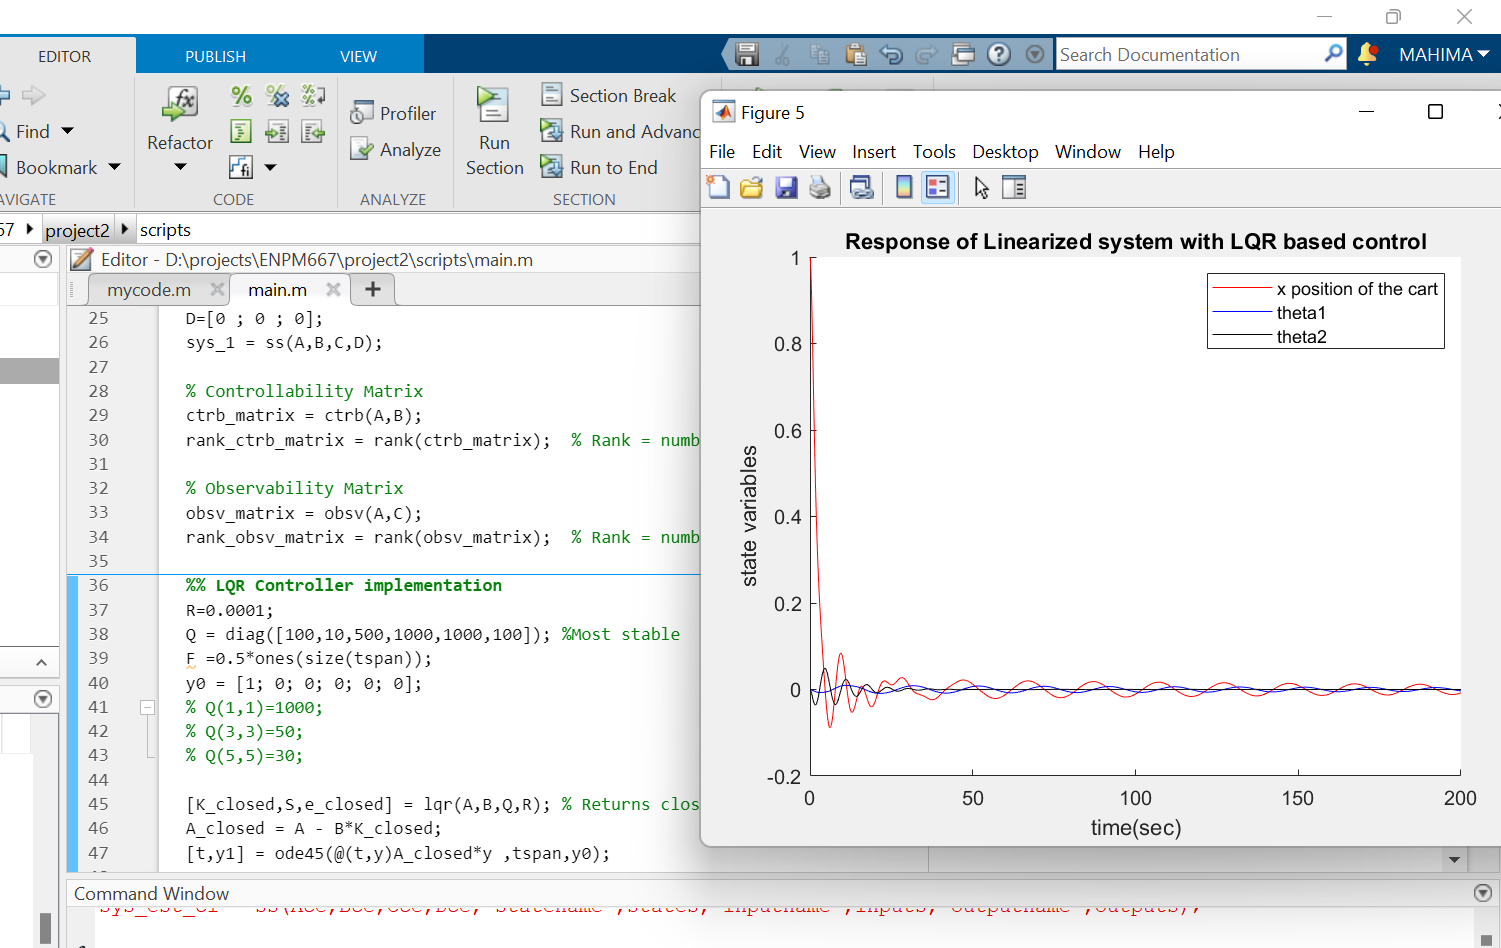 EDITOR
PUBLISH
VIEW
Search Documentation
MAHIMA
Find
Bookmark
AVIGATE
Refactor
CODE
Profiler
Analyze
ANALYZE
Run
Section
Section Break
Run and Advanc
Run to End
SECTION
57
project2
scripts
Editor - D:\projects\ENPM667\project2\scripts\main.m
mycode.m
main.m
25 D=[0 ; 0 ; 0];
26 sys_1 = ss(A,B,C,D);
27
28 % Controllability Matrix
29 ctrb_matrix = ctrb(A,B);
30 rank_ctrb_matrix = rank(ctrb_matrix);  % Rank = numb
31
32 % Observability Matrix
33 obsv_matrix = obsv(A,C);
34 rank_obsv_matrix = rank(obsv_matrix);  % Rank = numb
35
36 %% LQR Controller implementation
37 R=0.0001;
38 Q = diag([100,10,500,1000,1000,100]); %Most stable
39 F =0.5*ones(size(tspan));
40 y0 = [1; 0; 0; 0; 0; 0];
41 % Q(1,1)=1000;
42 % Q(3,3)=50;
43 % Q(5,5)=30;
44
45 [K_closed,S,e_closed] = lqr(A,B,Q,R); % Returns clos
46 A_closed = A - B*K_closed;
47 [t,y1] = ode45(@(t,y)A_closed*y ,tspan,y0);
Command Window
Figure 5
File Edit View Insert Tools Desktop Window Help
Response of Linearized system with LQR based control
x position of the cart
theta1
theta2
state variables
1
0.8
0.6
0.4
0.2
0
-0.2
0 50 100 150 200
time(sec)